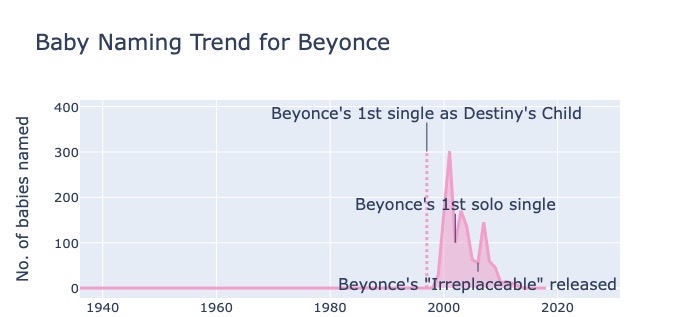 Baby Naming Trend for Beyonce
400
Beyonce's 1st single as Destiny's Child
300
200
Beyonce's 1st solo single
100
Beyonce's "Irreplaceable" released
0
No. of babies named
1940 1960 1980 2000 2020